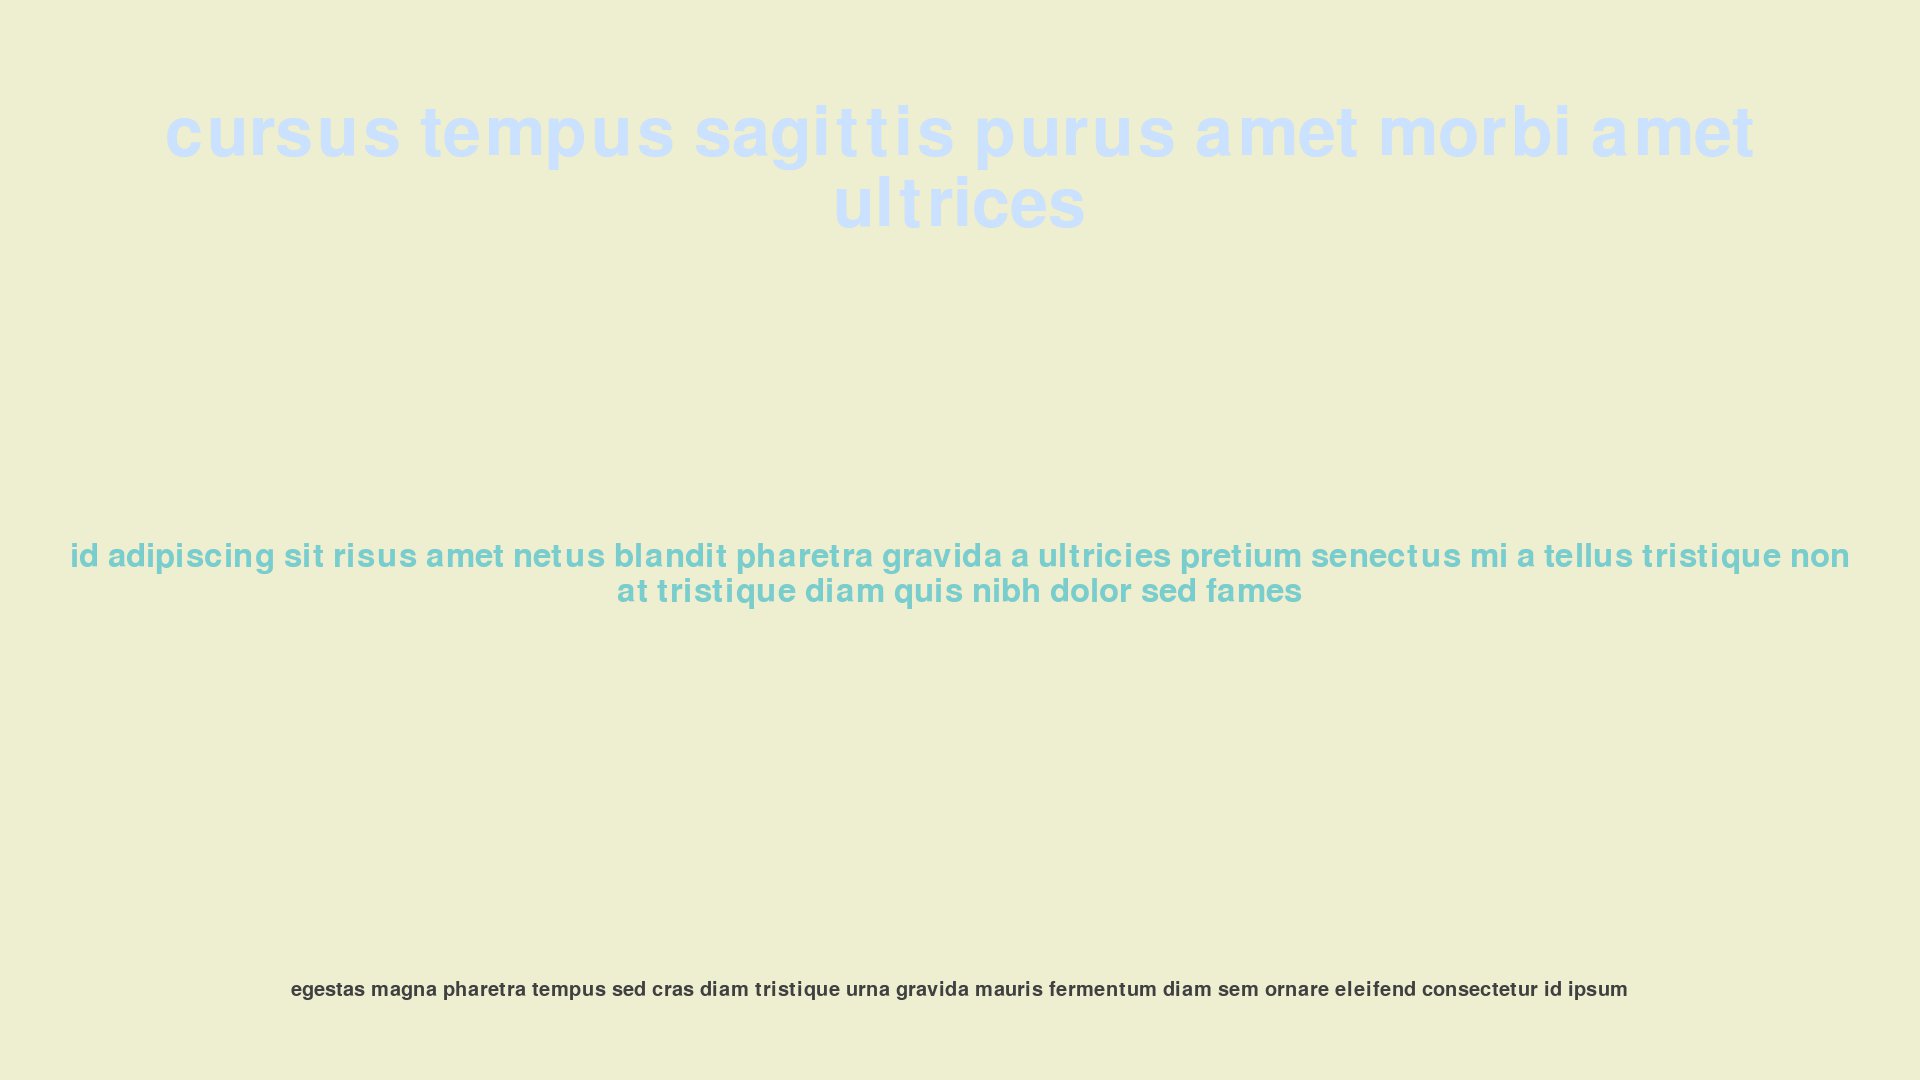 cursus tempus sagittis purus amet morbi amet
ultrices
id adipiscing sit risus amet netus blandit pharetra gravida a ultricies pretium senectus mi a tellus tristique non
at tristique diam quis nibh dolor sed fames
egestas magna pharetra tempus sed cras diam tristique urna gravida mauris fermentum diam sem ornare eleifend consectetur id ipsum